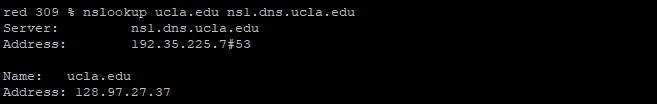 red 309 % nslookup ucla.edu ns1.dns.ucla.edu
Server:         ns1.dns.ucla.edu
Address:        192.35.225.7#53

Name:   ucla.edu
Address: 128.97.27.37